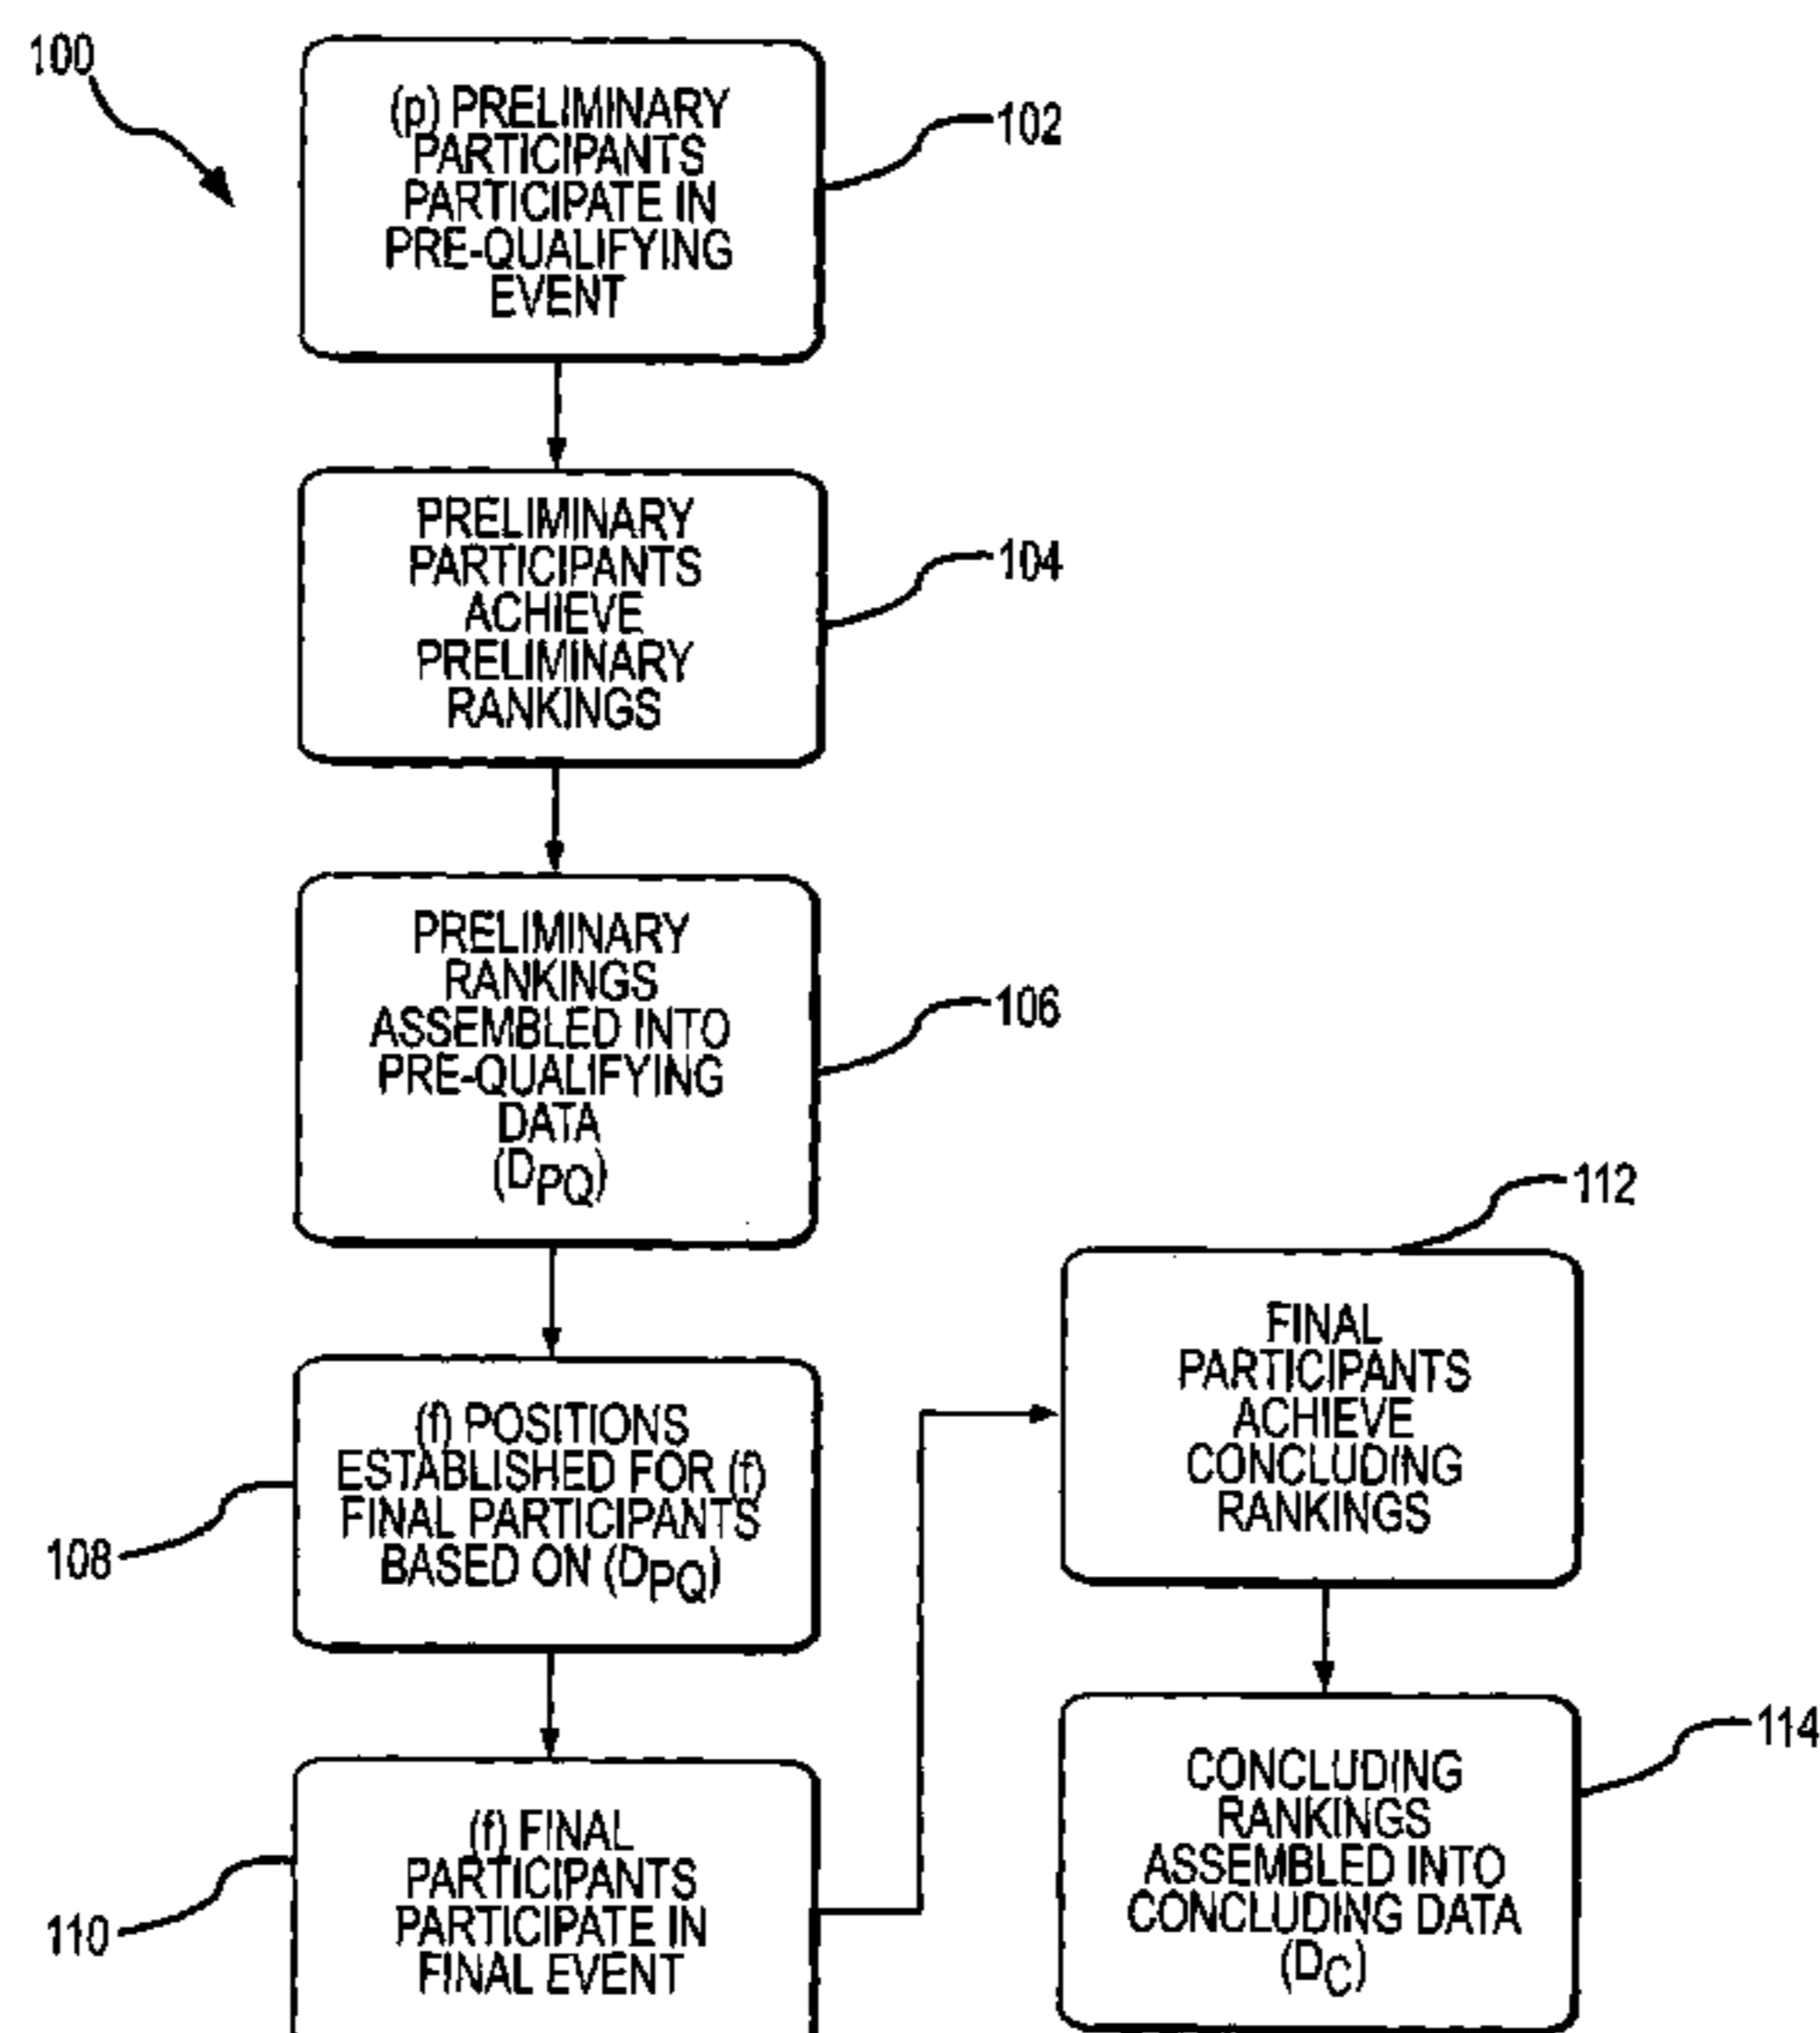 100
(p) PRELIMINARY
PARTICIPANTS
PARTICIPATE IN
PRE-QUALIFYING
EVENT
102
PRELIMINARY
PARTICIPANTS
ACHIEVE
PRELIMINARY
RANKINGS
104
PRELIMINARY
RANKINGS
ASSEMBLED INTO
PRE-QUALIFYING
DATA
(DPQ)
106
(f) POSITIONS
ESTABLISHED FOR (f)
FINAL PARTICIPANTS
BASED ON (DPQ)
108
(f) FINAL
PARTICIPANTS
PARTICIPATE IN
FINAL EVENT
110
112
FINAL
PARTICIPANTS
ACHIEVE
CONCLUDING
RANKINGS
CONCLUDING
RANKINGS
ASSEMBLED INTO
CONCLUDING DATA
(DC)
114